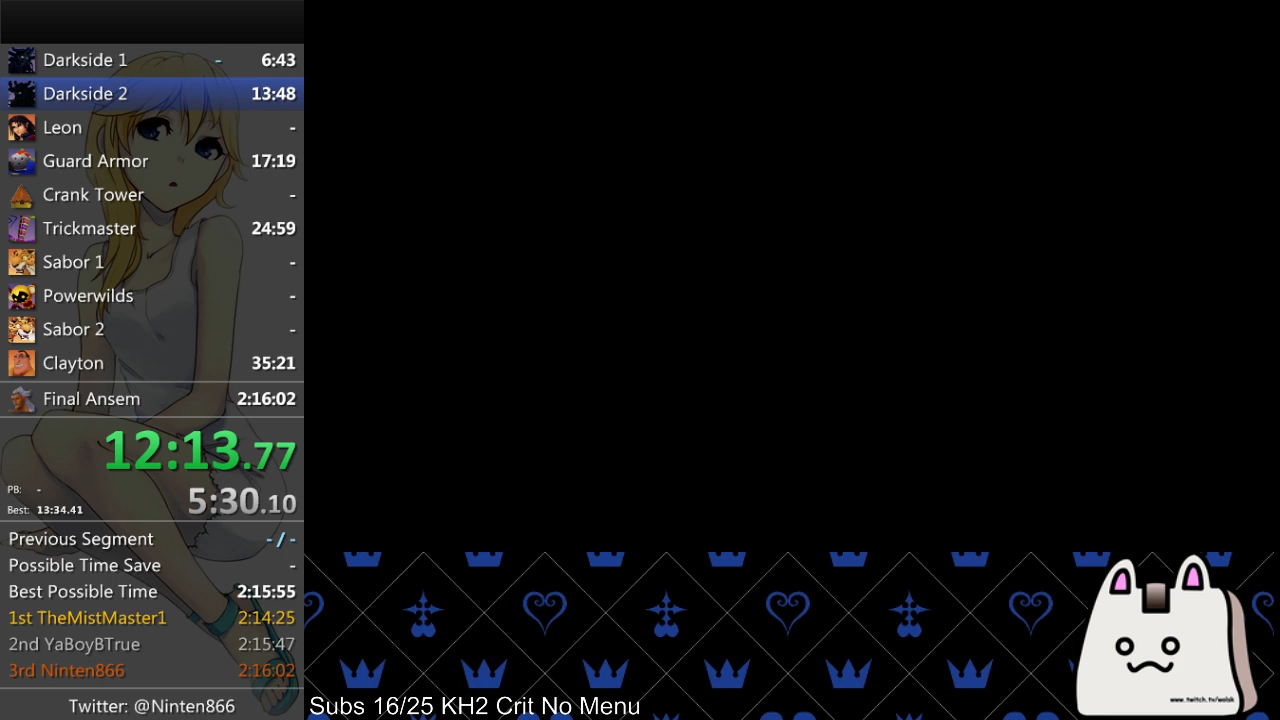 Darkside 1 - 6:43
Darkside 2 13:48
Leon -
Guard Armor 17:19
Crank Tower -
Trickmaster 24:59
Sabor 1 -
Powerwilds -
Sabor 2 -
Clayton 35:21
Final Ansem 2:16:02
12:13.77
PB: -
5:30.10
Best: 13:34.41
Previous Segment - / -
Possible Time Save -
Best Possible Time 2:15:55
1st TheMistMaster1 2:14:25
2nd YaBoyBTrue 2:15:47
3rd Ninten866 2:16:02
Twitter: @Ninten866
Subs 16/25 KH2 Crit No Menu
www.twitch.tv/wolsk